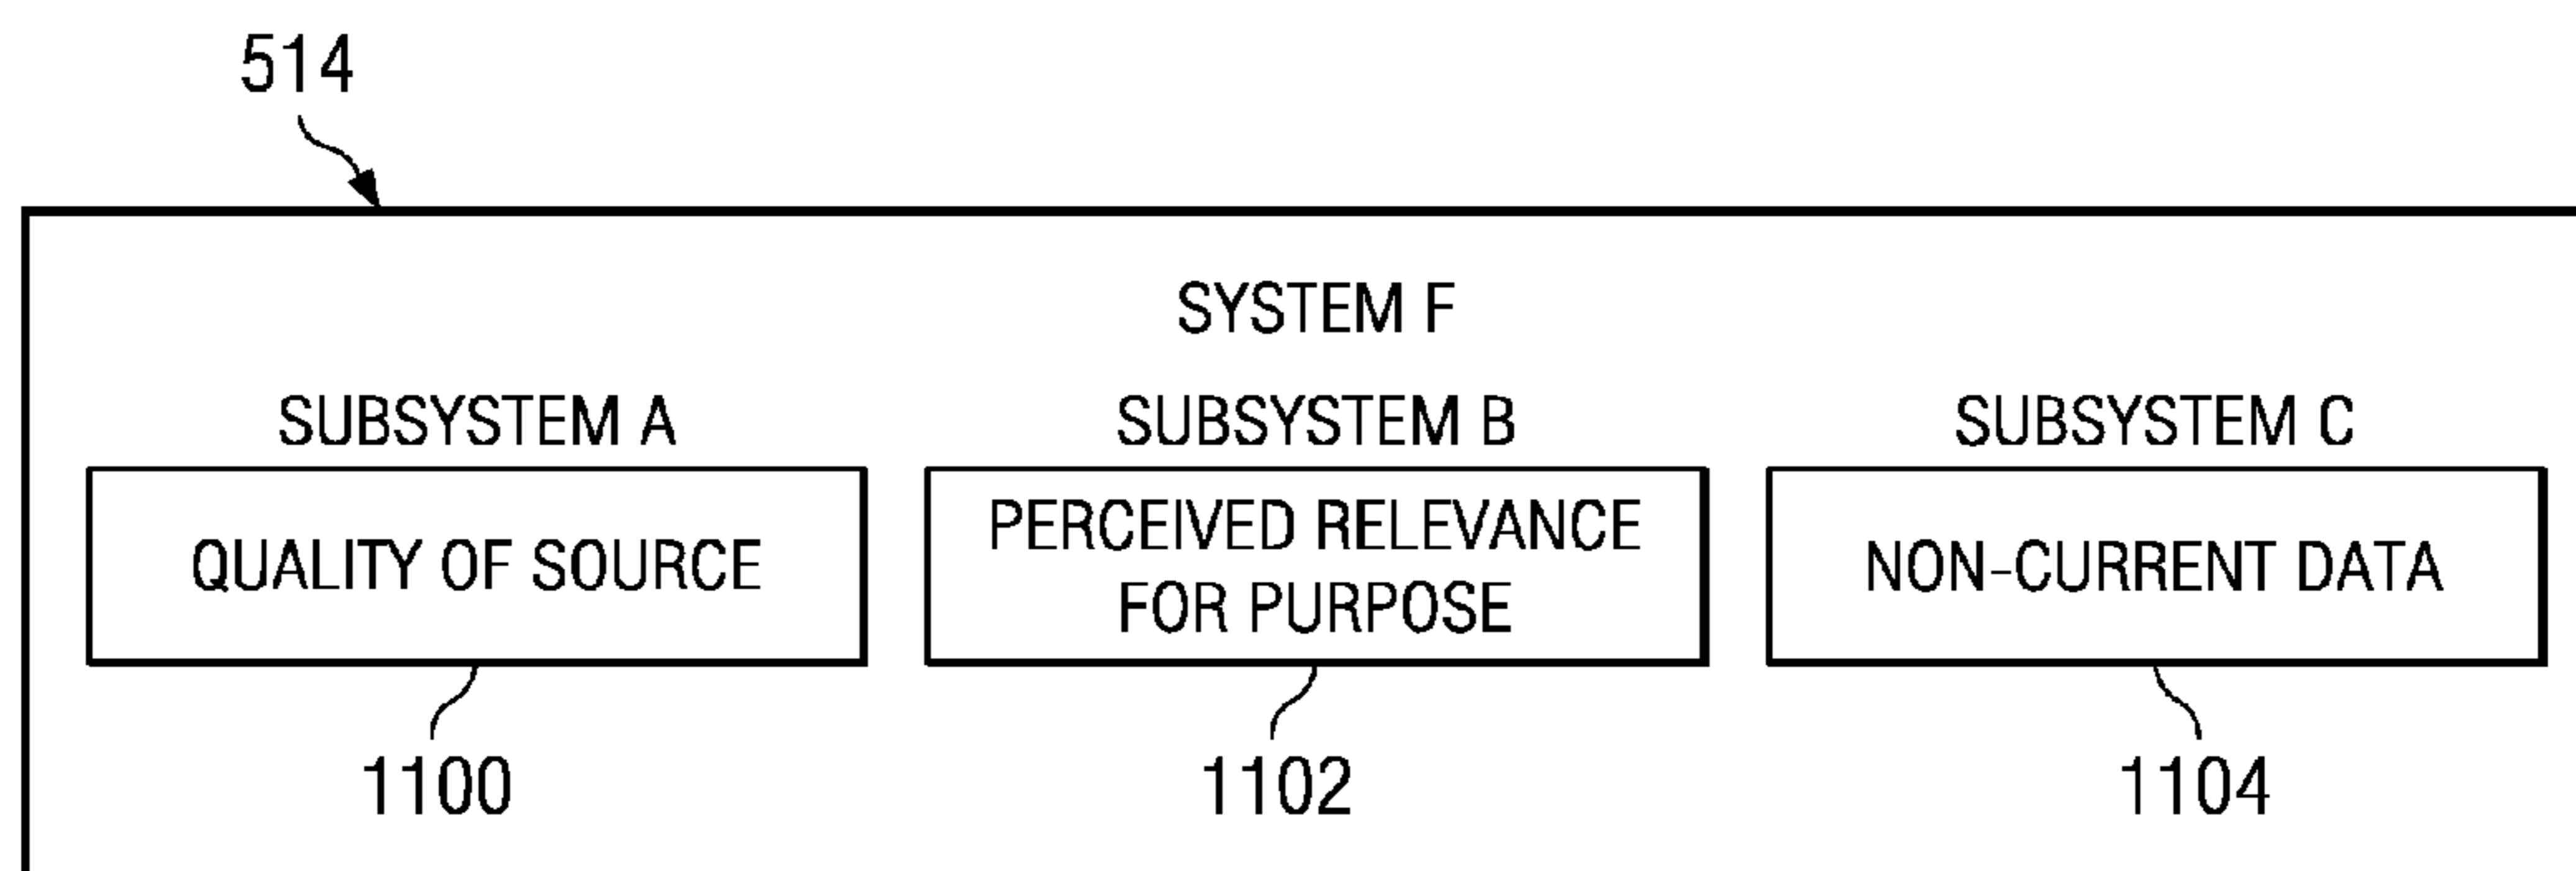 514
SYSTEM F
SUBSYSTEM A
SUBSYSTEM B
SUBSYSTEM C
QUALITY OF SOURCE
PERCEIVED RELEVANCE
FOR PURPOSE
NON-CURRENT DATA
1100
1102
1104